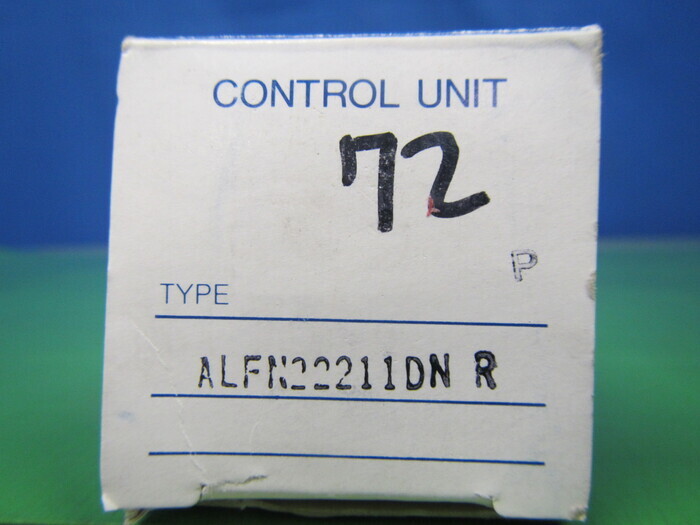 CONTROL UNIT
72
P
TYPE
ALFN22211DN R